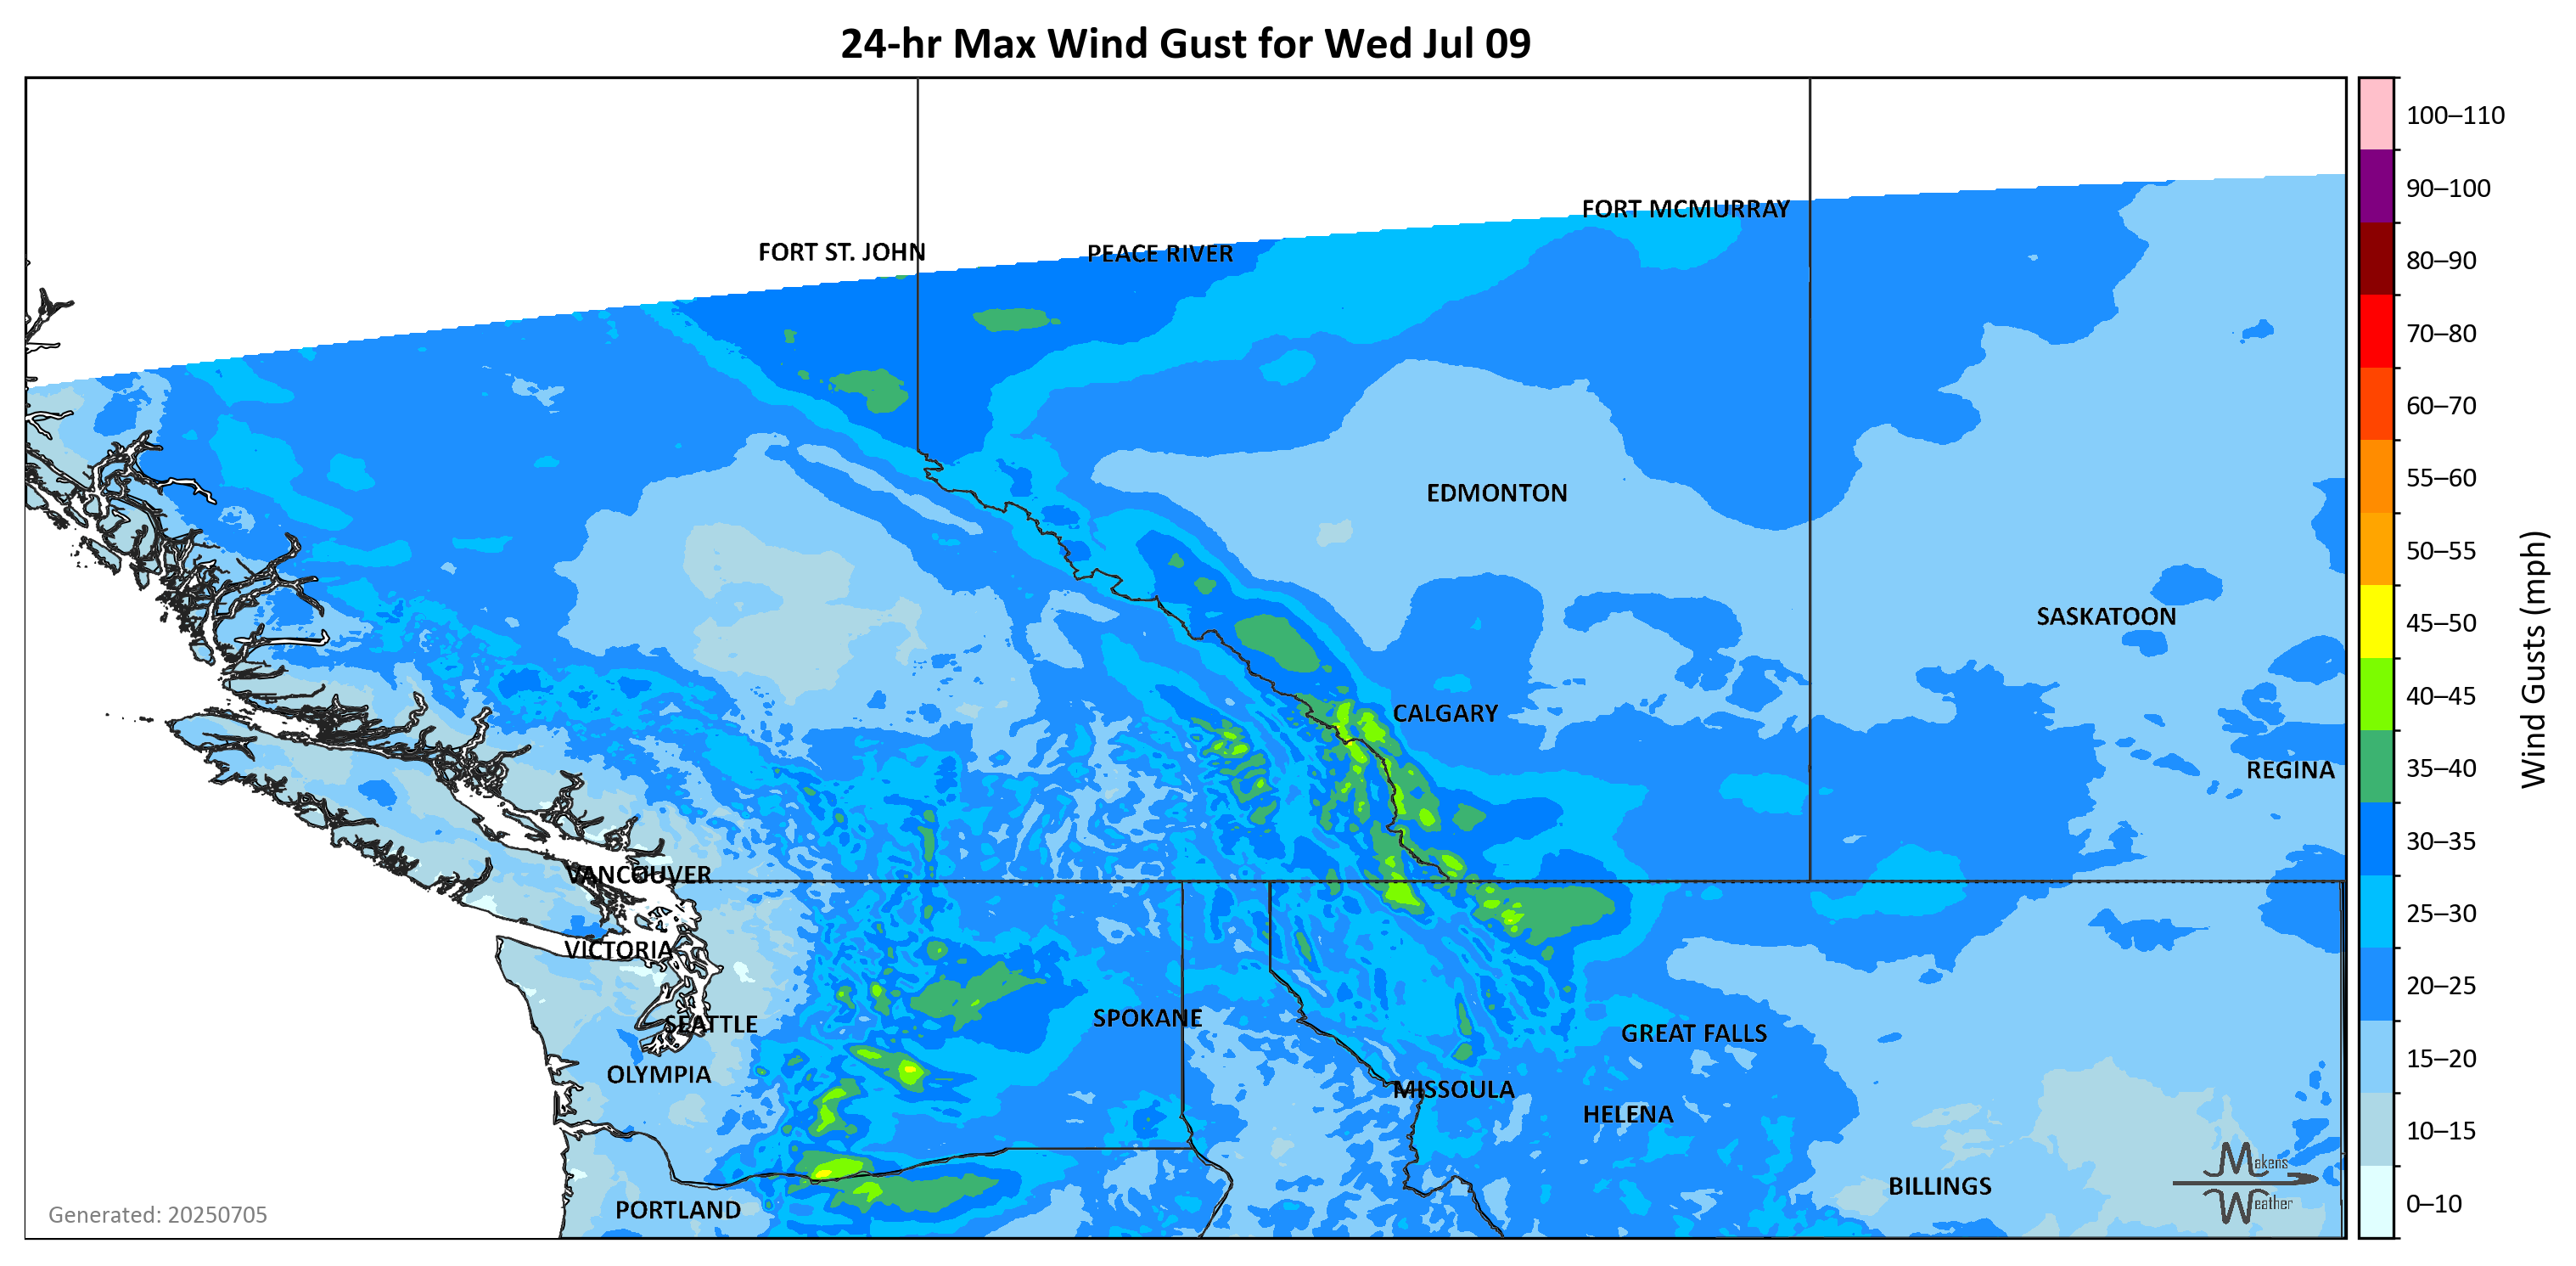 24-hr Max Wind Gust for Wed Jul 09
100–110
90–100
80–90
70–80
60–70
55–60
50–55
45–50
40–45
35–40
30–35
25–30
20–25
15–20
10–15
0–10
Wind Gusts (mph)
FORT MCMURRAY
FORT ST. JOHN
PEACE RIVER
EDMONTON
SASKATOON
CALGARY
REGINA
VANCOUVER
VICTORIA
SPOKANE
SEATTLE
GREAT FALLS
OLYMPIA
MISSOULA
HELENA
BILLINGS
PORTLAND
Makens
Weather
Generated: 20250705